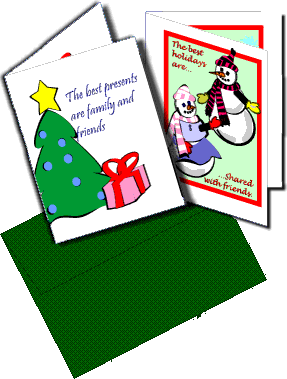 The best presents
are family and
friends
The best
holidays
are...
...Shared
with friends.